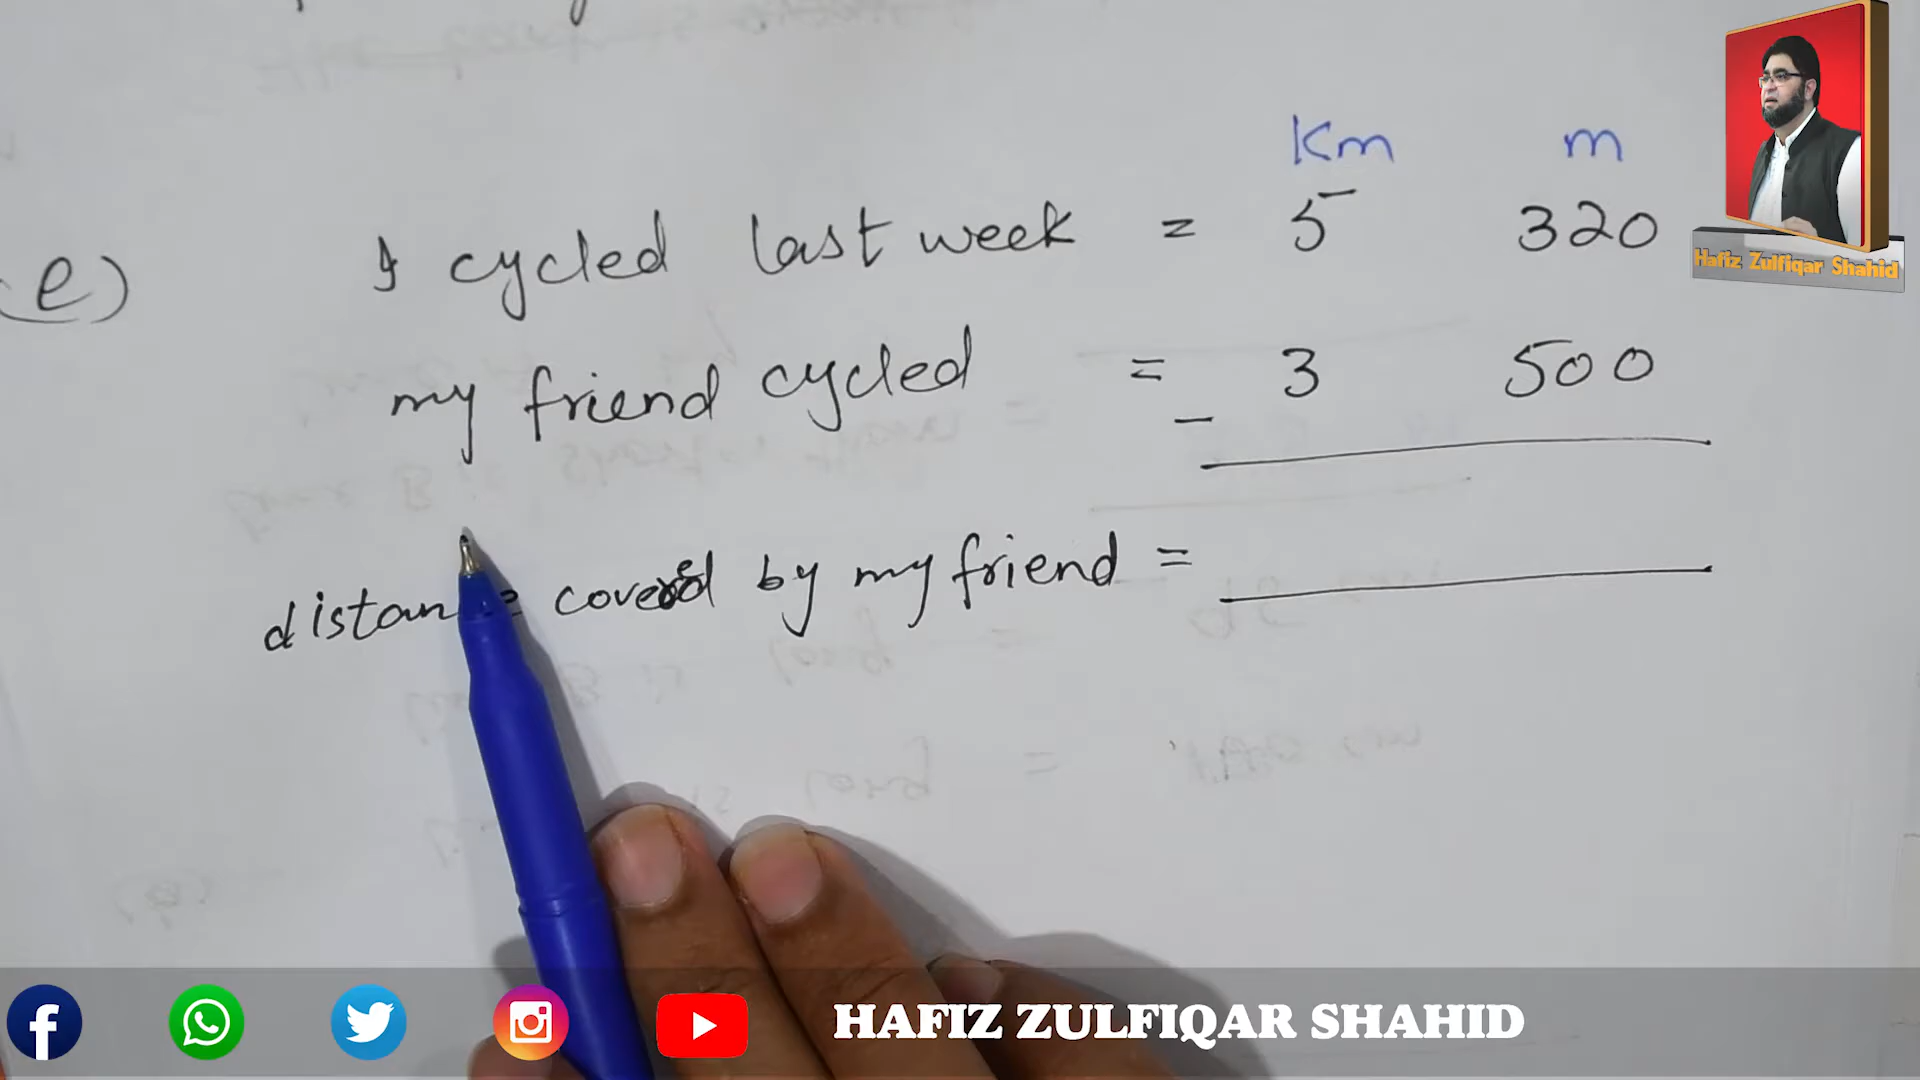 Km m
(e) I cycled last week = 5 320
my friend cycled = 3 500
-
covered by my friend =
Hafiz Zulfiqar Shahid
HAFIZ ZULFIQAR SHAHID